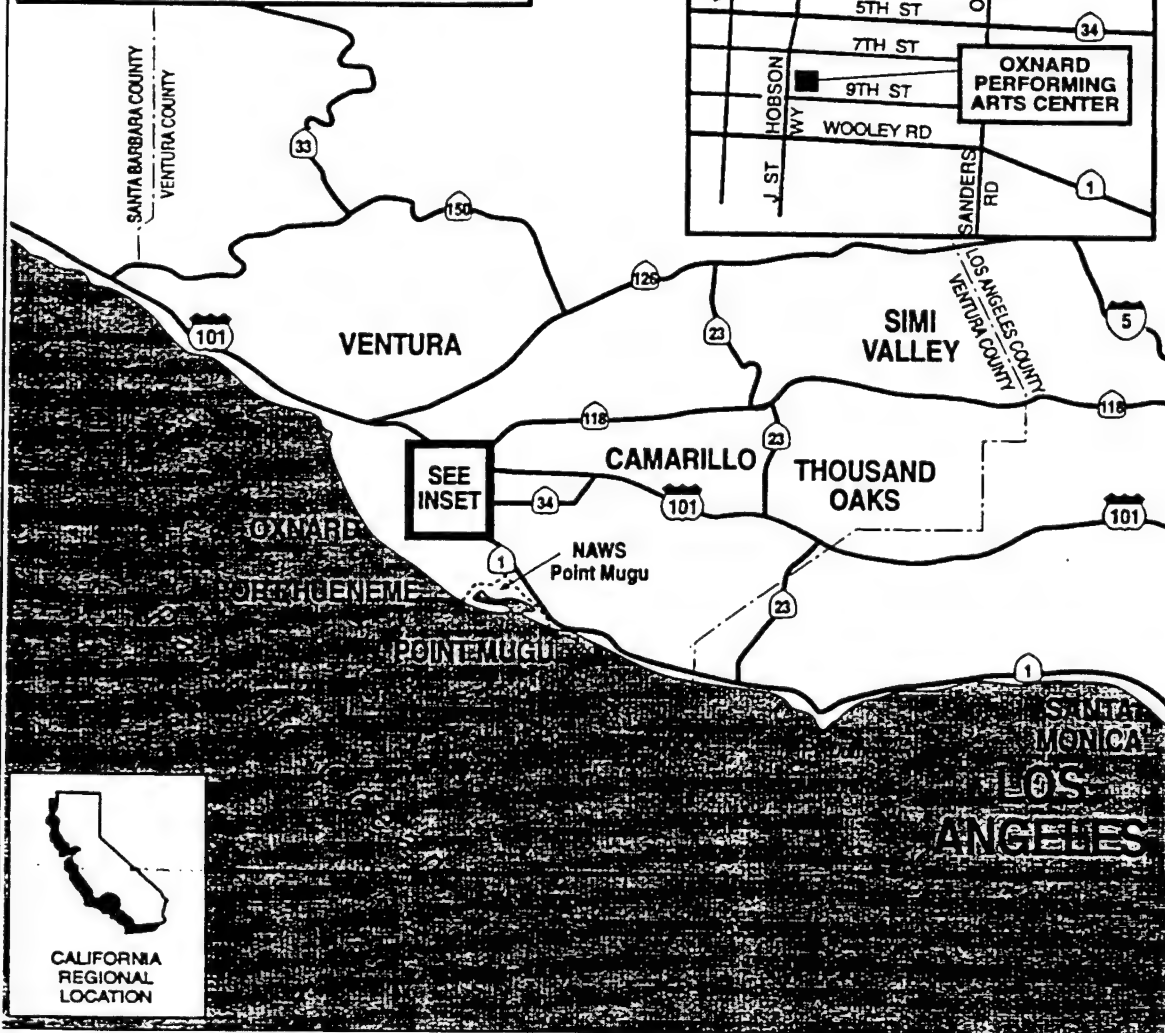 5TH ST
34
7TH ST
OXNARD
PERFORMING
ARTS CENTER
HOBSON
WY
9TH ST
WOOLEY RD
J ST
SANDERS
RD
1
SANTA BARBARA COUNTY
VENTURA COUNTY
33
150
126
LOS ANGELES COUNTY
VENTURA COUNTY
101
VENTURA
23
SIMI
VALLEY
5
118
118
23
SEE
INSET
CAMARILLO
THOUSAND
OAKS
34
101
101
OXNARD
1
NAWS
Point Mugu
PORT HUENEME
23
POINT MUGU
1
SANTA
MONICA
LOS
ANGELES
CALIFORNIA
REGIONAL
LOCATION